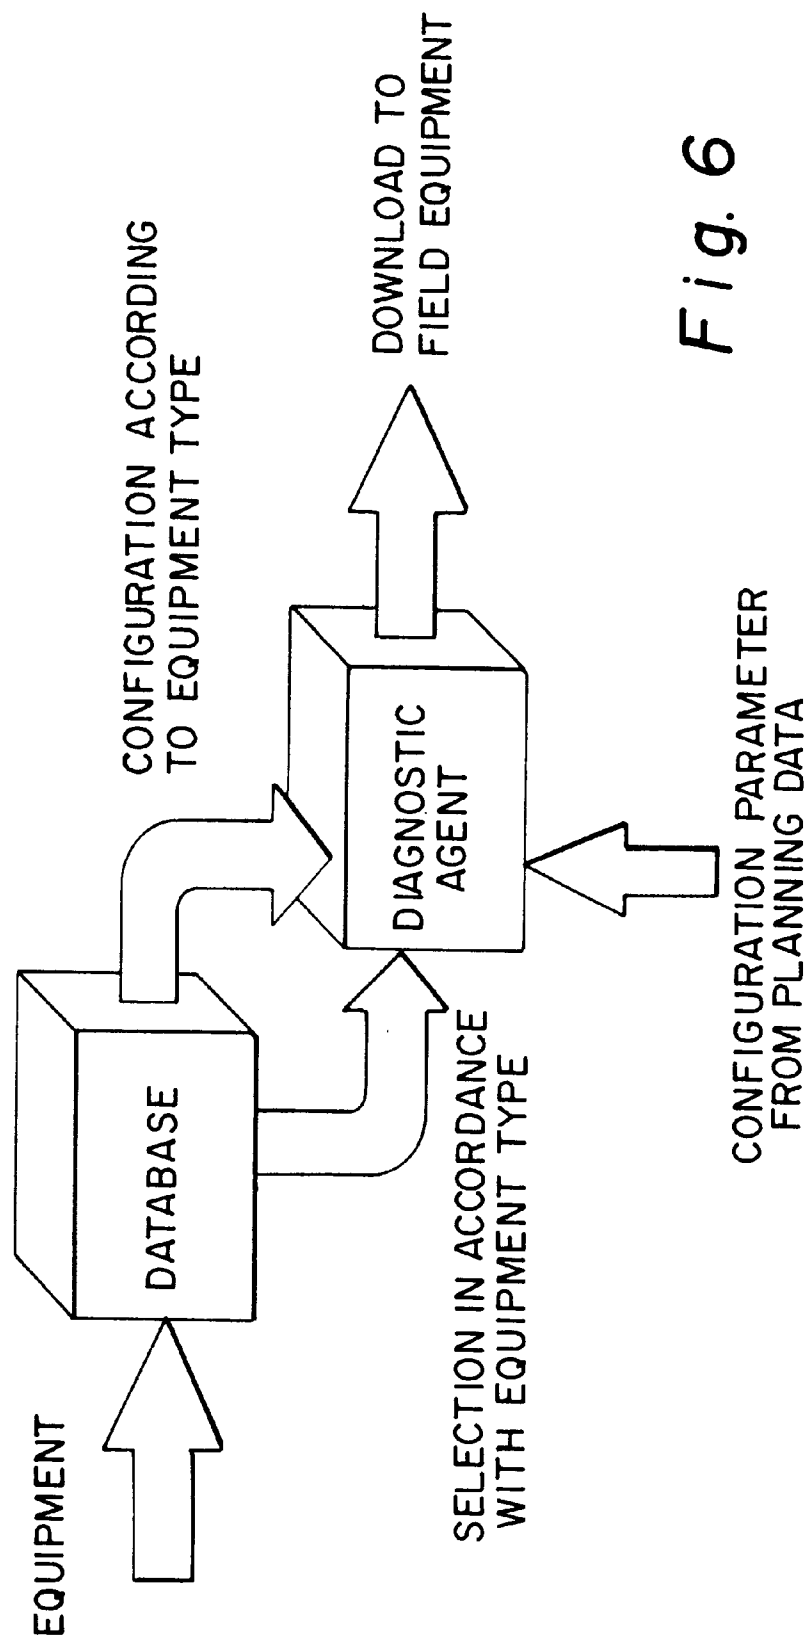 EQUIPMENT
DATABASE
CONFIGURATION ACCORDING
TO EQUIPMENT TYPE
SELECTION IN ACCORDANCE
WITH EQUIPMENT TYPE
DIAGNOSTIC
AGENT
DOWNLOAD TO
FIELD EQUIPMENT
CONFIGURATION PARAMETER
FROM PLANNING DATA
Fig. 6